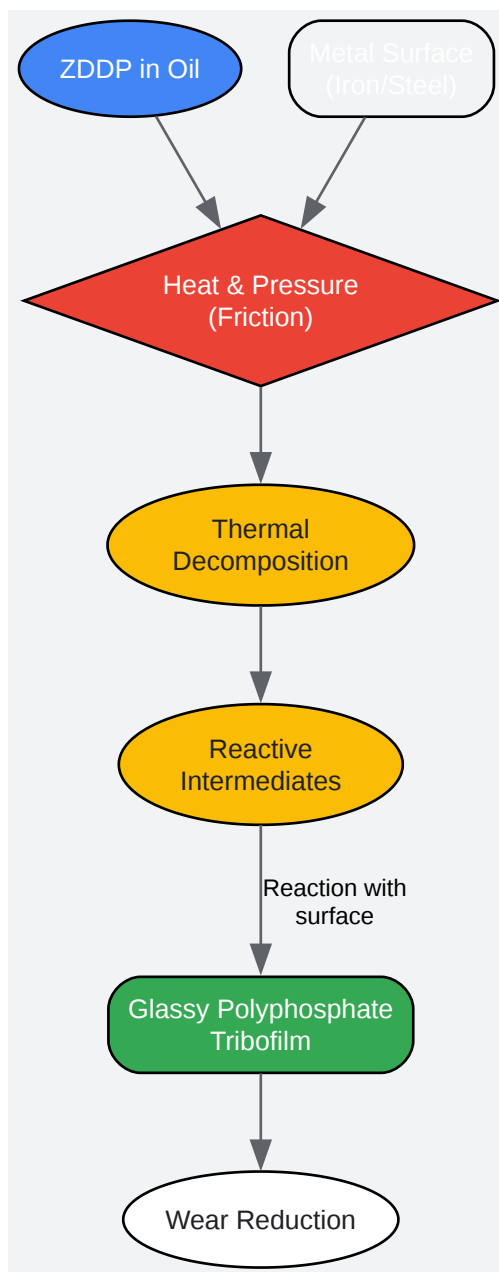 ZDDP in Oil
Metal Surface
(Iron/Steel)
Heat & Pressure
(Friction)
Thermal
Decomposition
Reactive
Intermediates
Reaction with
surface
Glassy Polyphosphate
Tribofilm
Wear Reduction